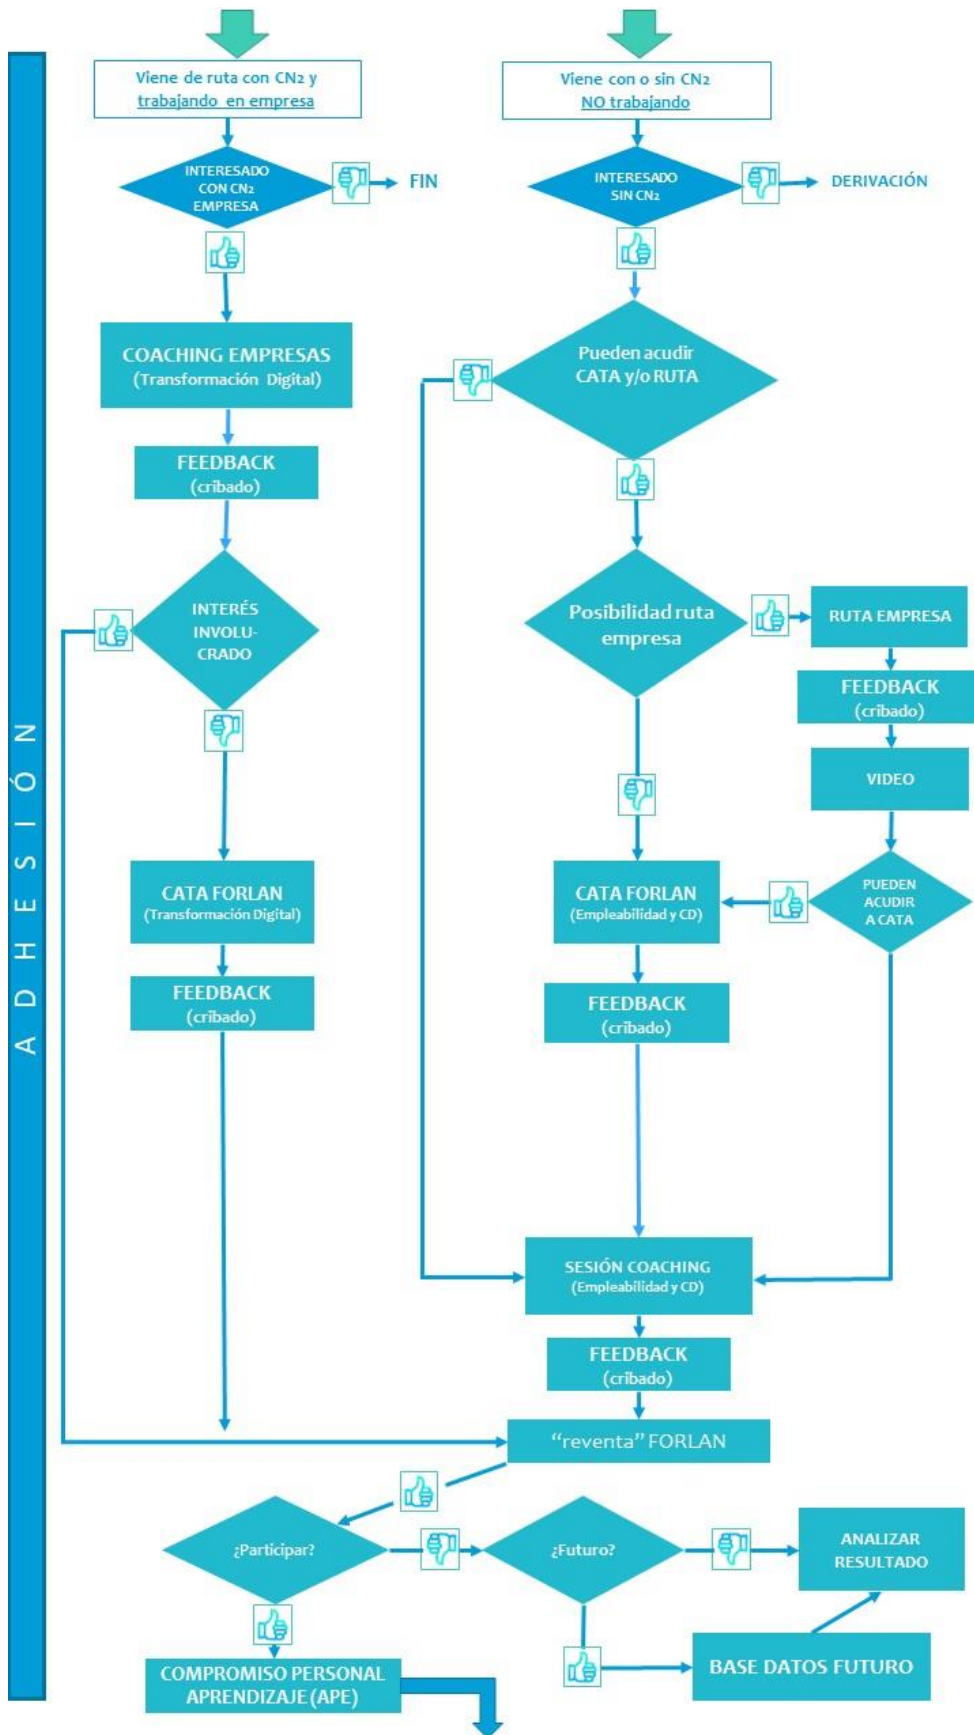 ADHESIÓN
Viene de ruta con CN2 y
trabajando en empresa
INTERESADO
CON CN2
EMPRESA
FIN
COACHING EMPRESAS
(Transformación Digital)
FEEDBACK
(cribado)
INTERÉS
INVOLU-
CRADO
CATA FORLAN
(Transformación Digital)
FEEDBACK
(cribado)
Viene con o sin CN2
NO trabajando
INTERESADO
SIN CN2
DERIVACIÓN
Pueden acudir
CATA y/o RUTA
Posibilidad ruta
empresa
RUTA EMPRESA
FEEDBACK
(cribado)
VIDEO
PUEDEN
ACUDIR
A CATA
CATA FORLAN
(Empleabilidad y CD)
FEEDBACK
(cribado)
SESIÓN COACHING
(Empleabilidad y CD)
FEEDBACK
(cribado)
“reventa” FORLAN
¿Participar?
¿Futuro?
ANALIZAR
RESULTADO
COMPROMISO PERSONAL
APRENDIZAJE (APE)
BASE DATOS FUTURO